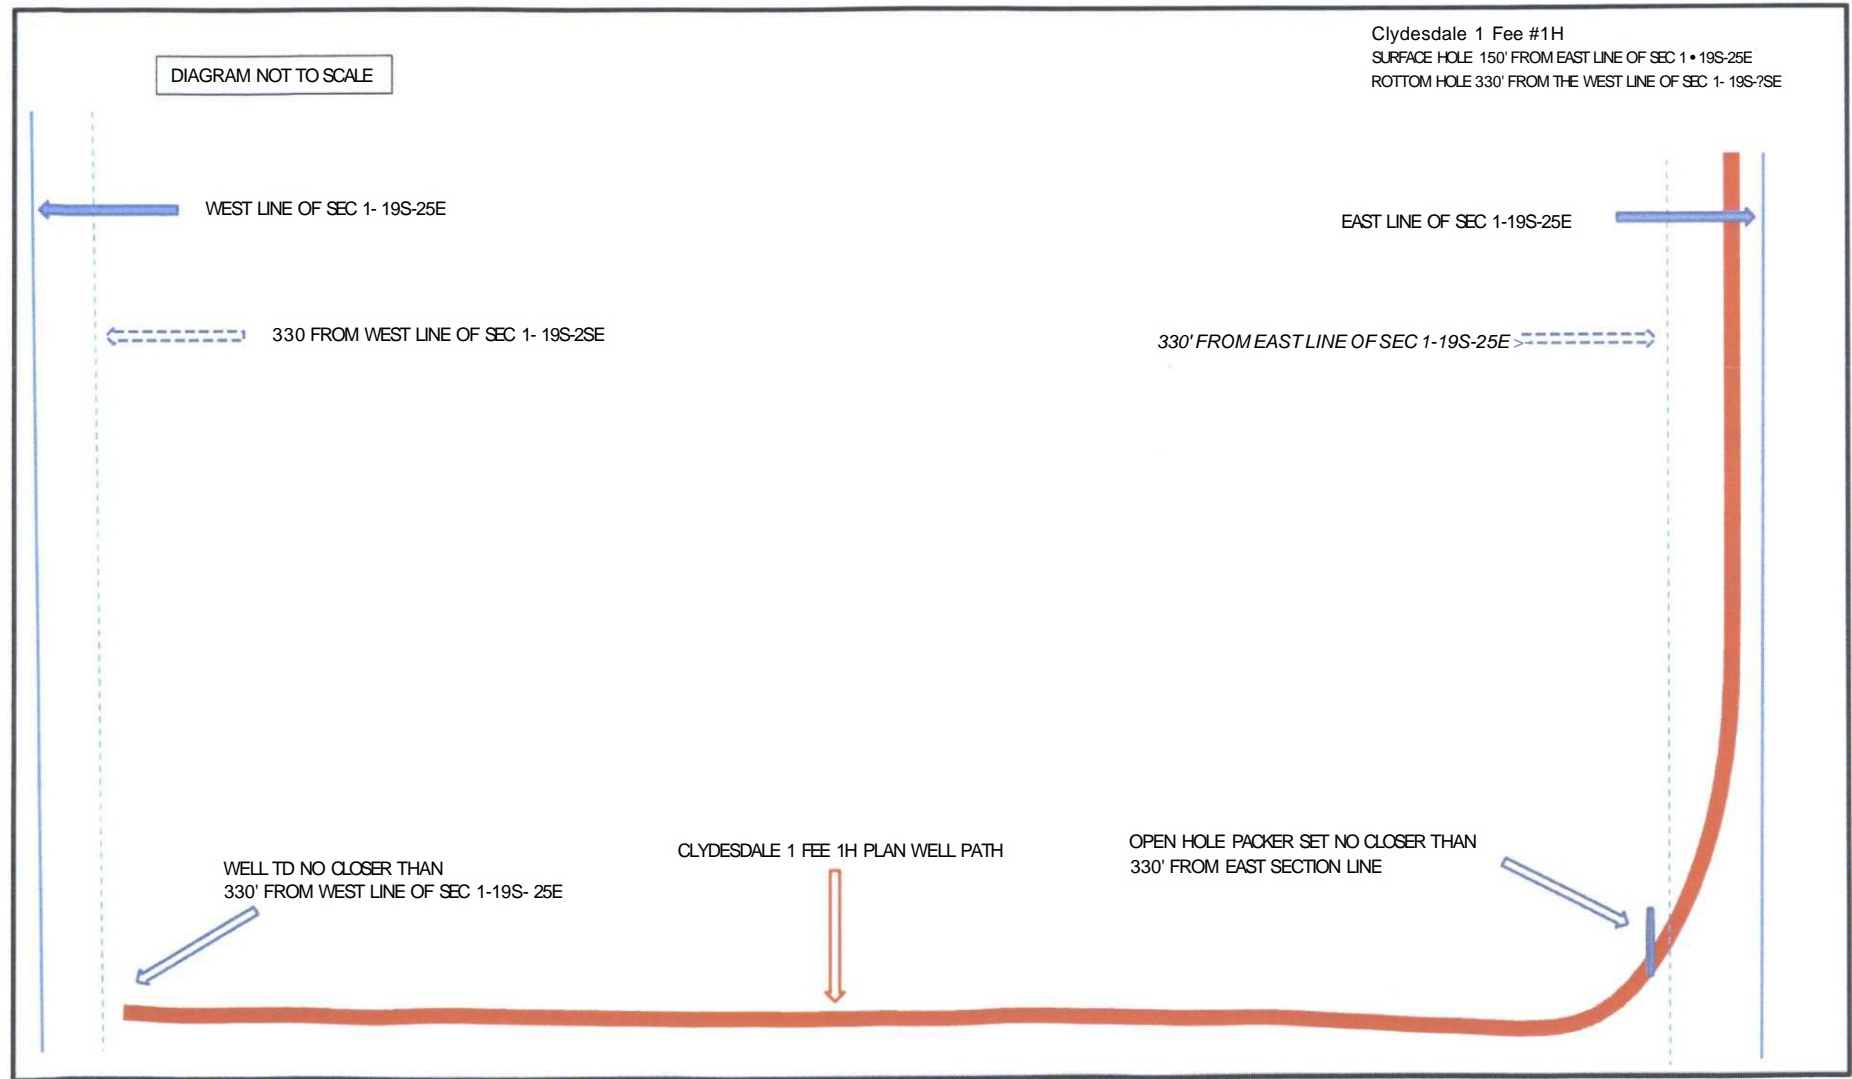 Clydesdale 1 Fee #1H
SURFACE HOLE 150' FROM EAST LINE OF SEC 1 • 19S-25E
ROTTOM HOLE 330' FROM THE WEST LINE OF SEC 1- 19S-?SE
DIAGRAM NOT TO SCALE
WEST LINE OF SEC 1- 19S-25E
EAST LINE OF SEC 1-19S-25E
330 FROM WEST LINE OF SEC 1- 19S-2SE
330' FROM EAST LINE OF SEC 1-19S-25E >
WELL TD NO CLOSER THAN
330' FROM WEST LINE OF SEC 1-19S- 25E
CLYDESDALE 1 FEE 1H PLAN WELL PATH
OPEN HOLE PACKER SET NO CLOSER THAN
330' FROM EAST SECTION LINE